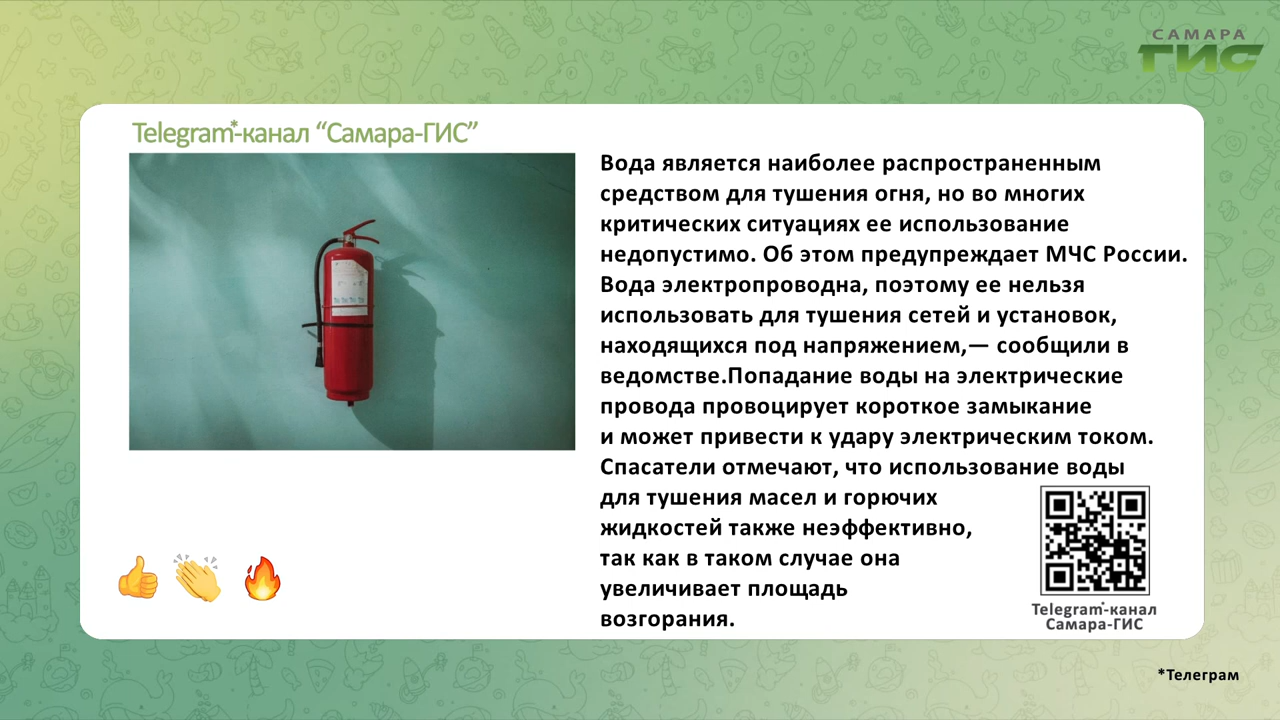 САМАРА
ГИС
Telegram*-канал “Самара-ГИС”
Вода является наиболее распространенным
средством для тушения огня, но во многих
критических ситуациях ее использование
недопустимо. Об этом предупреждает МЧС России.
Вода электропроводна, поэтому ее нельзя
использовать для тушения сетей и установок,
находящихся под напряжением,— сообщили в
ведомстве.Попадание воды на электрические
провода провоцирует короткое замыкание
и может привести к удару электрическим током.
Спасатели отмечают, что использование воды
для тушения масел и горючих
жидкостей также неэффективно,
так как в таком случае она
увеличивает площадь
возгорания.
Telegram*-канал
Самара-ГИС
*Телеграм